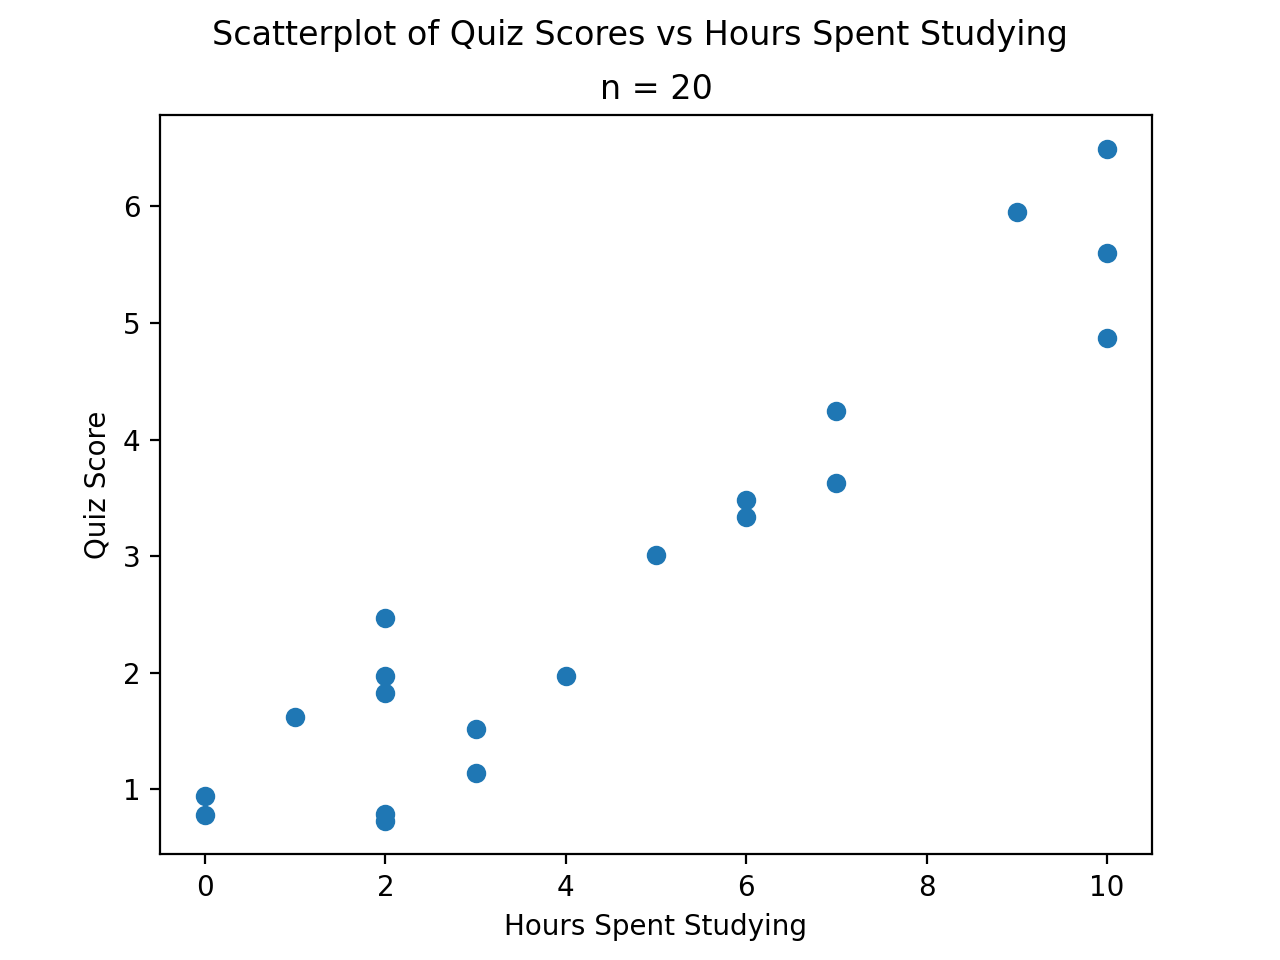 Scatterplot of Quiz Scores vs Hours Spent Studying
n = 20
6
5
4
3
2
1
Quiz Score
0 2 4 6 8 10
Hours Spent Studying